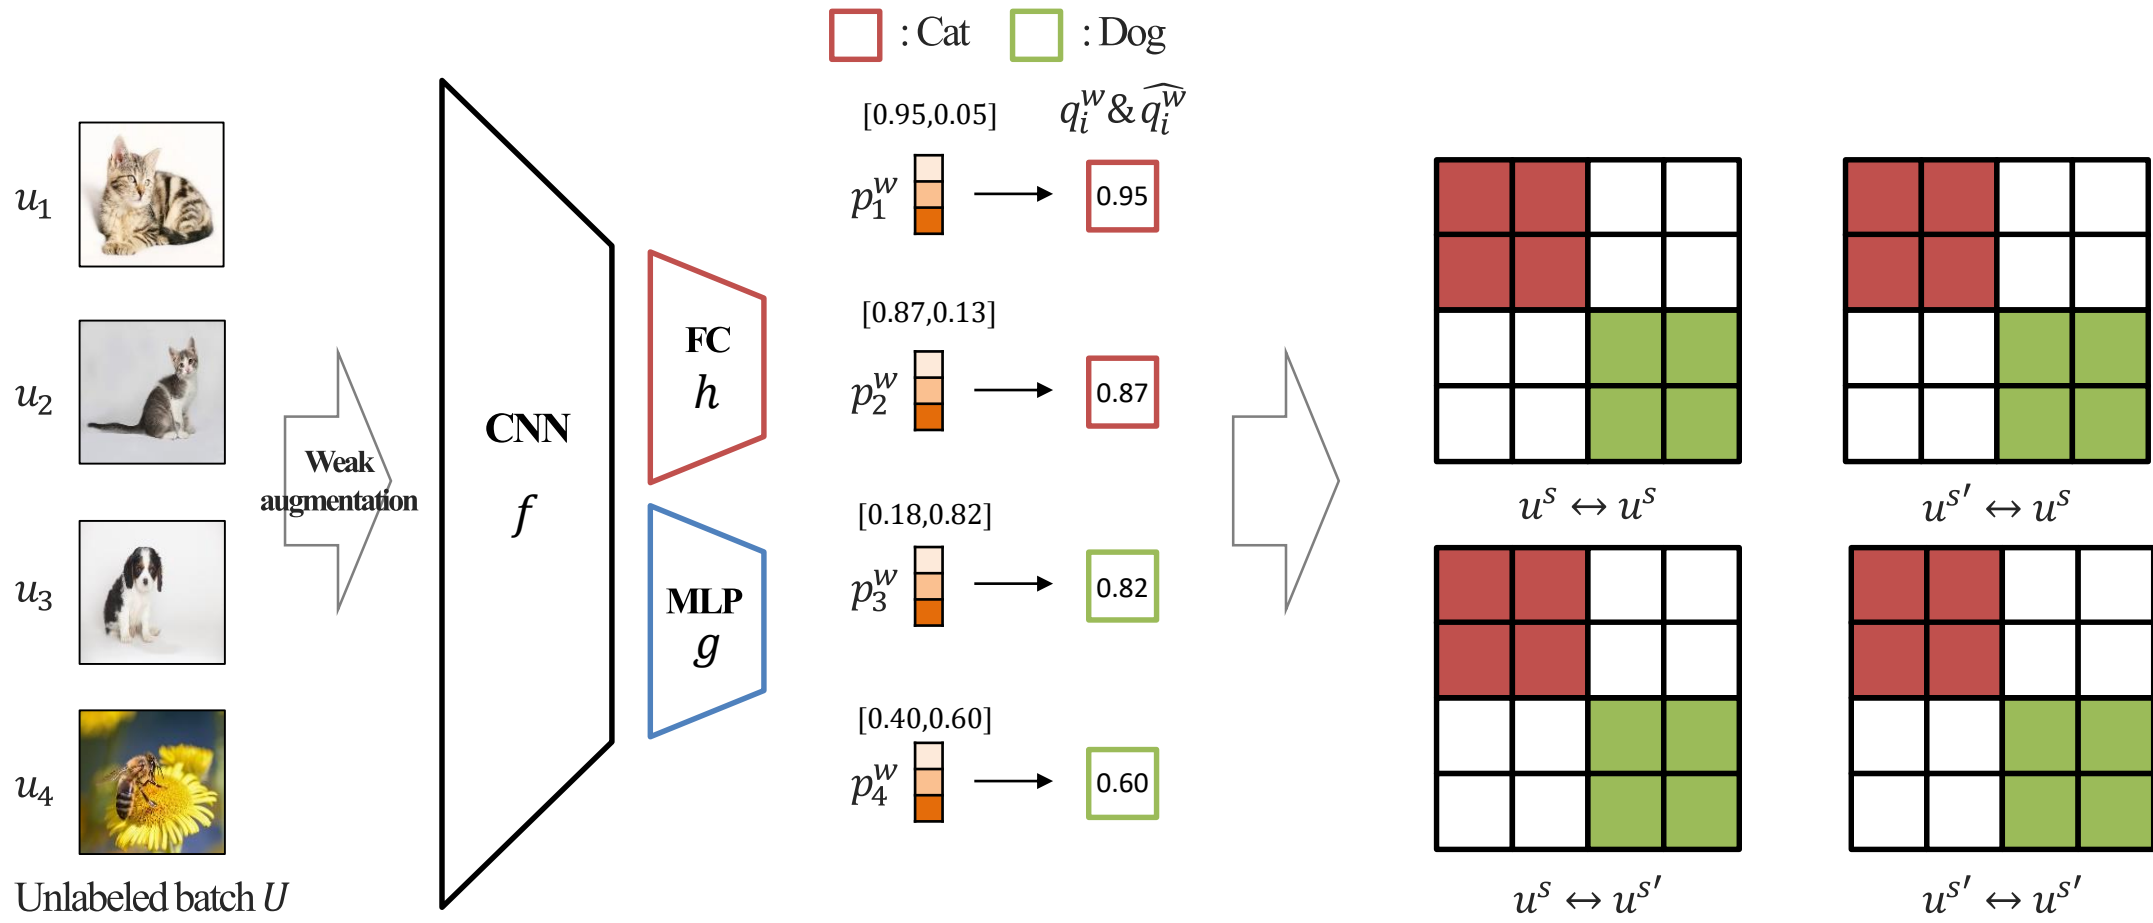 : Cat : Dog
[0.95,0.05] q_i^w & \widehat{q_i^w}
u_1
p_1^w 0.95
[0.87,0.13]
u_2
p_2^w 0.87
FC
h
CNN
f
Weak
augmentation
[0.18,0.82]
u^s ↔ u^s u^{s'} ↔ u^s
u_3
p_3^w 0.82
MLP
g
[0.40,0.60]
u_4
p_4^w 0.60
Unlabeled batch U
u^s ↔ u^{s'} u^{s'} ↔ u^{s'}